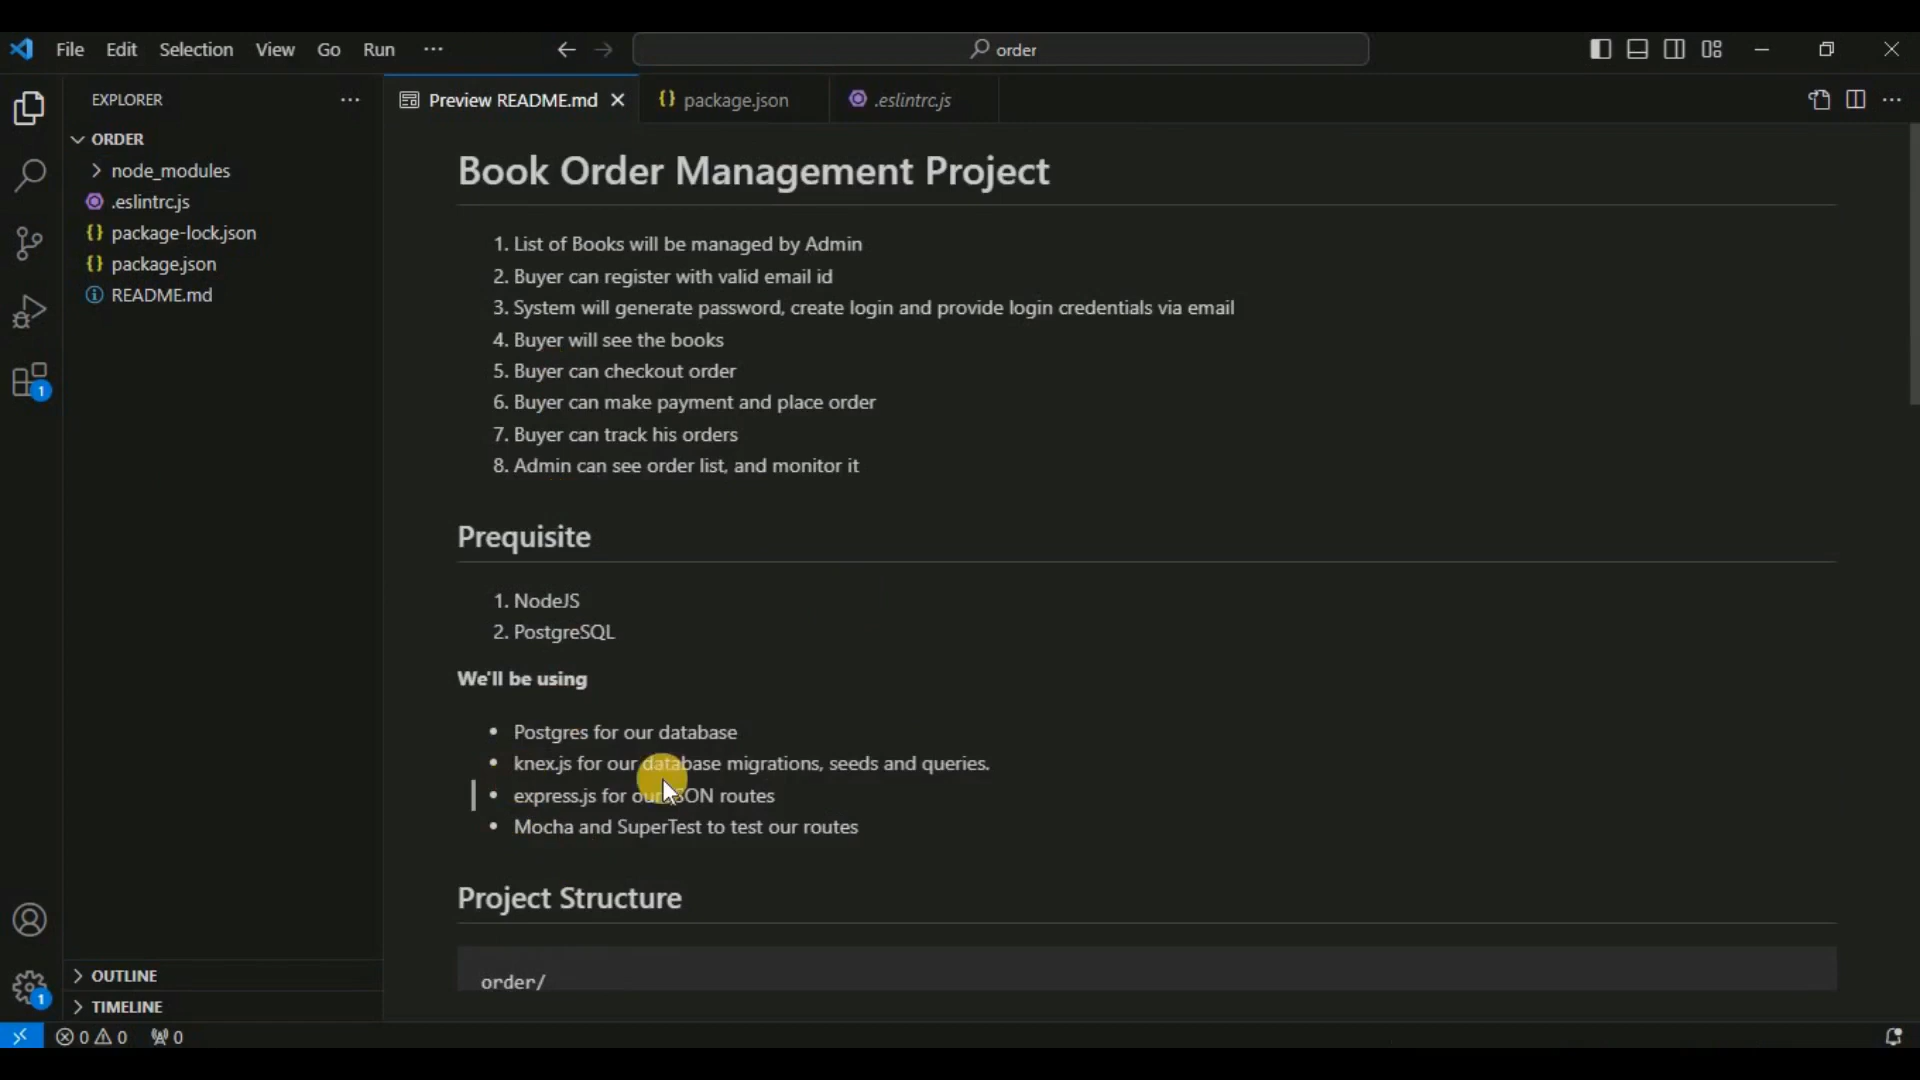 File Edit Selection View Go Run ···
order
EXPLORER ···
Preview README.md
package.json
.eslintrc.js
ORDER
node_modules
.eslintrc.js
package-lock.json
package.json
README.md
Book Order Management Project
1. List of Books will be managed by Admin
2. Buyer can register with valid email id
3. System will generate password, create login and provide login credentials via email
4. Buyer will see the books
5. Buyer can checkout order
6. Buyer can make payment and place order
7. Buyer can track his orders
8. Admin can see order list, and monitor it
Prequisite
1. NodeJS
2. PostgreSQL
We'll be using
• Postgres for our database
• knex.js for our database migrations, seeds and queries.
• express.js for our JSON routes
• Mocha and SuperTest to test our routes
Project Structure
order/
1
1
OUTLINE
TIMELINE
0 0 0